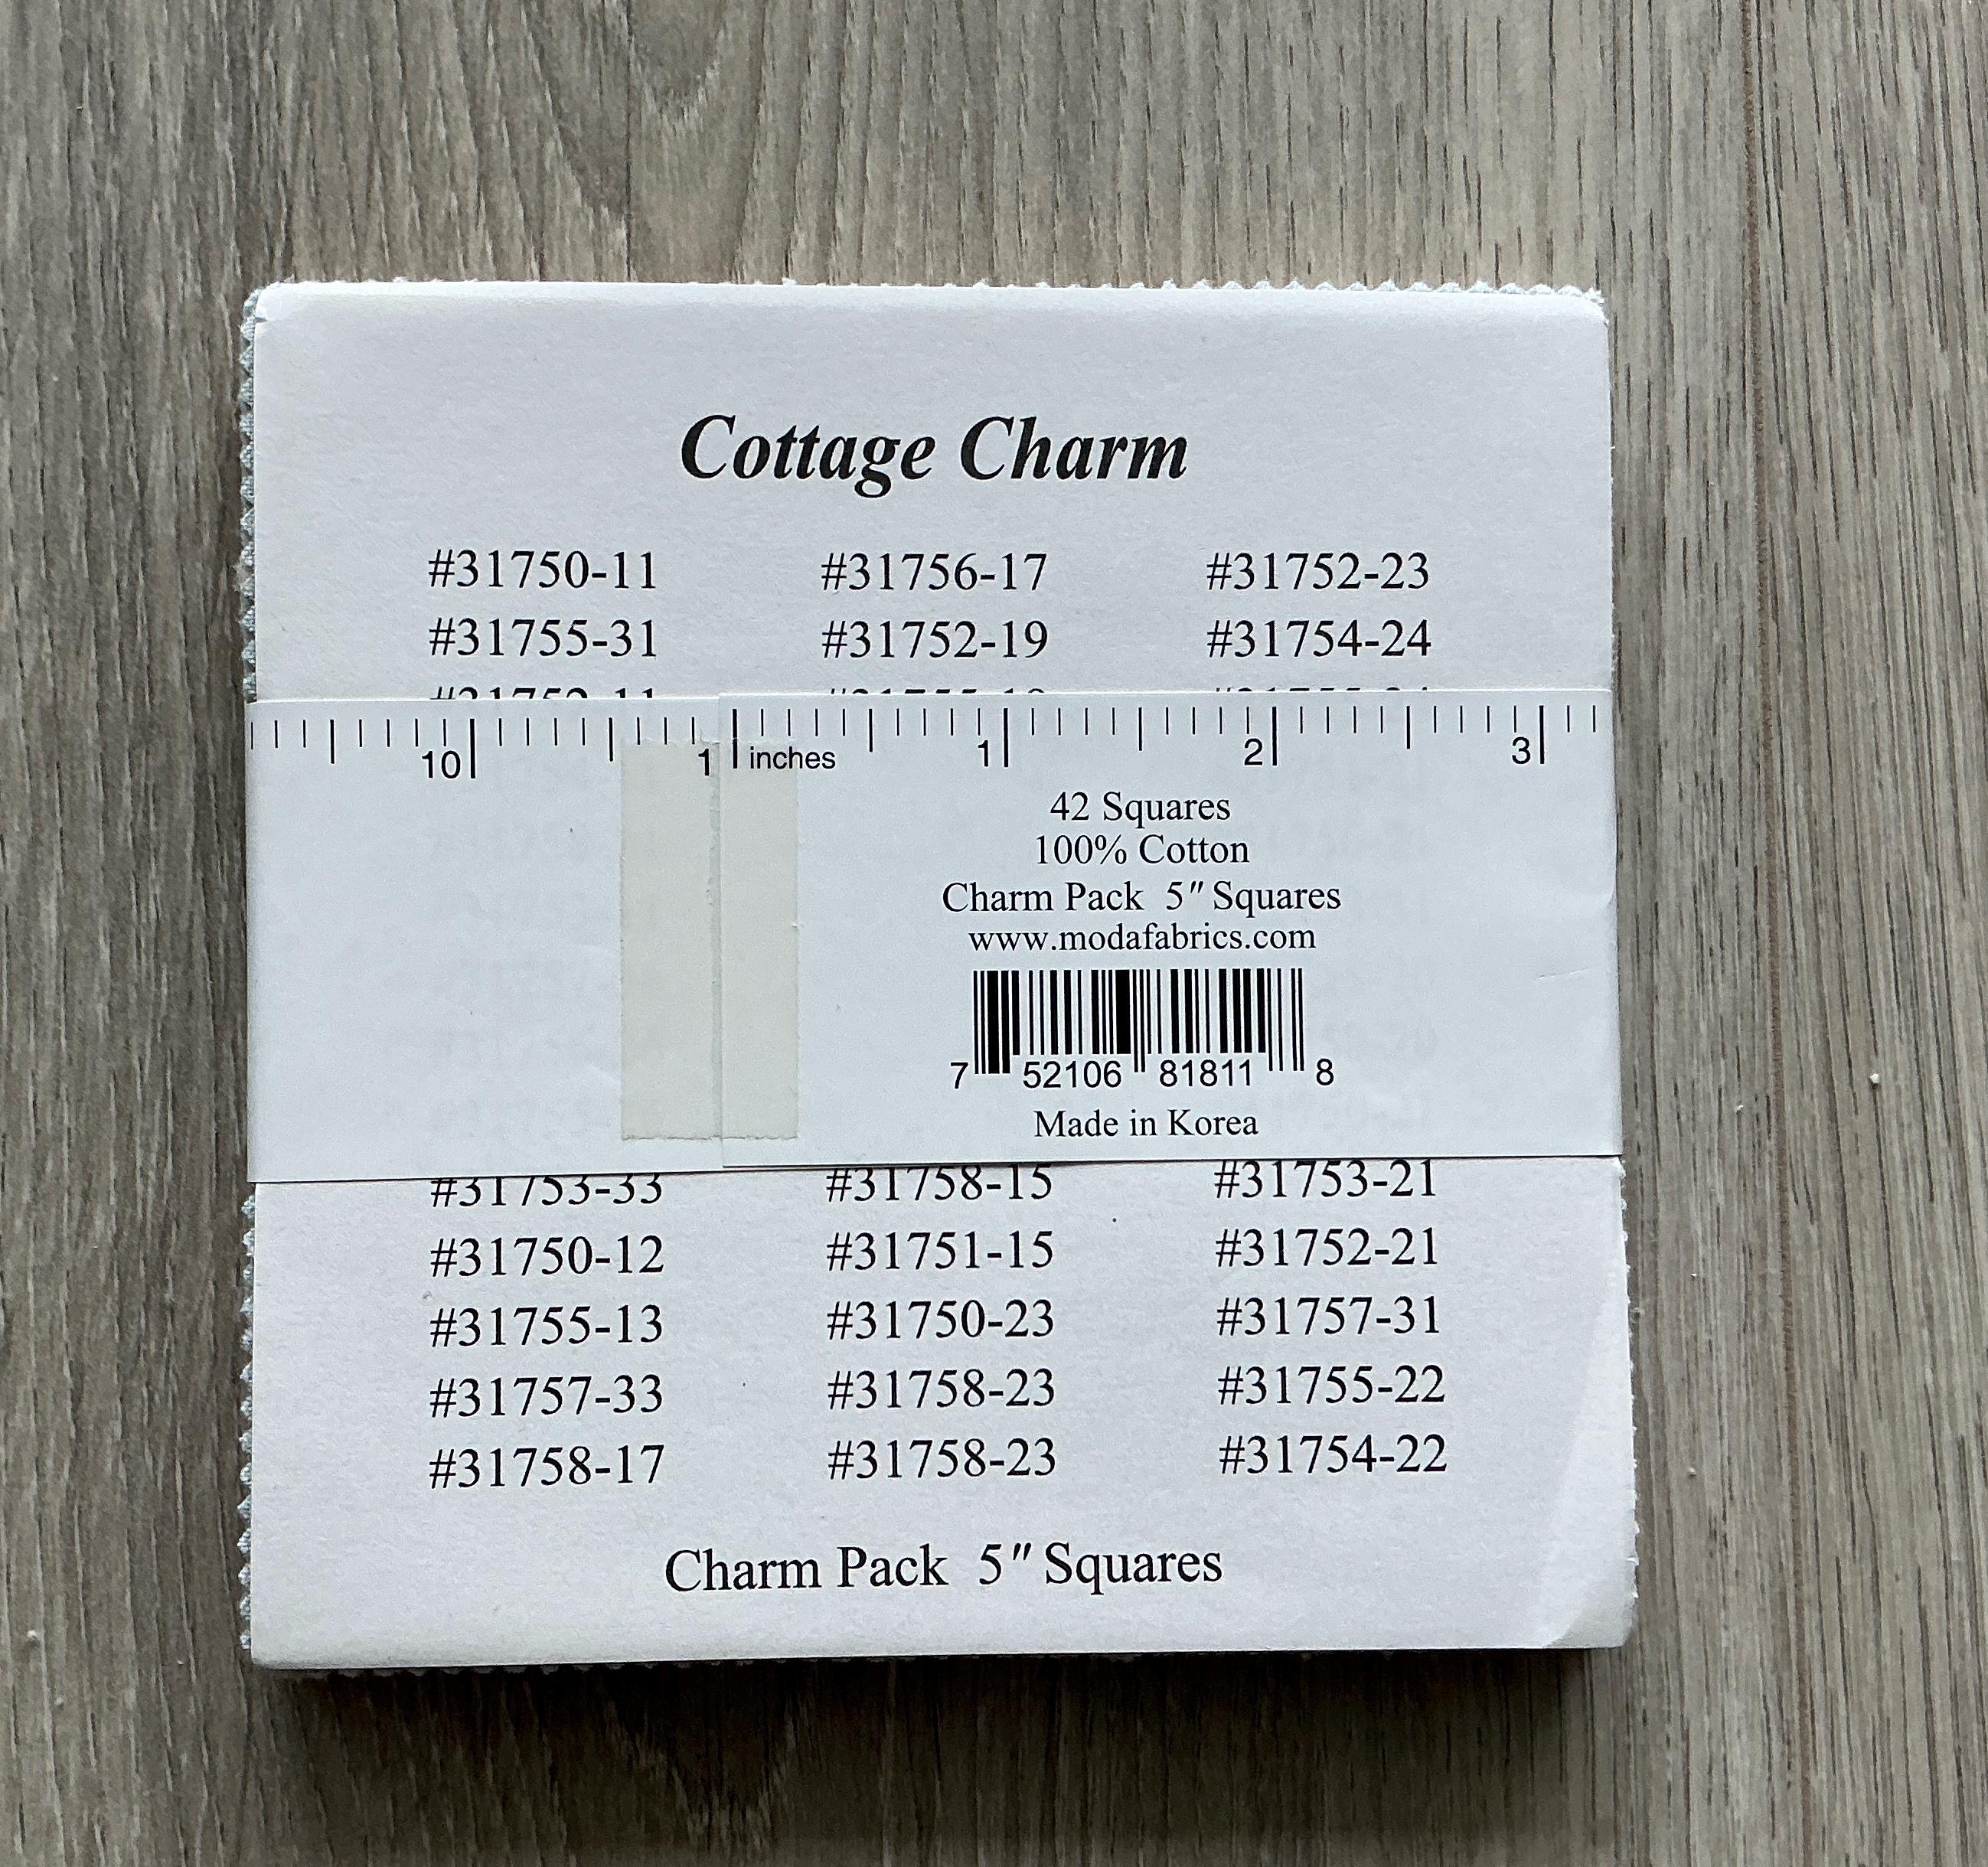 Cottage Charm
#31750-11 #31756-17 #31752-23
#31755-31 #31752-19 #31754-24
10 1 inches 1 2 3
42 Squares
100% Cotton
Charm Pack 5" Squares
www.modafabrics.com
7 52106 81811 8
Made in Korea
#31753-33 #31758-15 #31753-21
#31750-12 #31751-15 #31752-21
#31755-13 #31750-23 #31757-31
#31757-33 #31758-23 #31755-22
#31758-17 #31758-23 #31754-22
Charm Pack 5" Squares